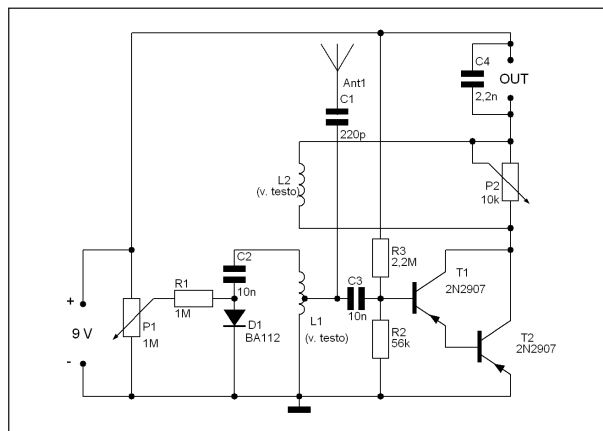 Ant1
C1
220p
C4
2,2n
OUT
L2
(v. testo)
P2
10k
R3
2,2M
C2
10n
R1
1M
C3
10n
T1
2N2907
+
9 V
-
P1
1M
D1
BA112
L1
(v. testo)
R2
56k
T2
2N2907